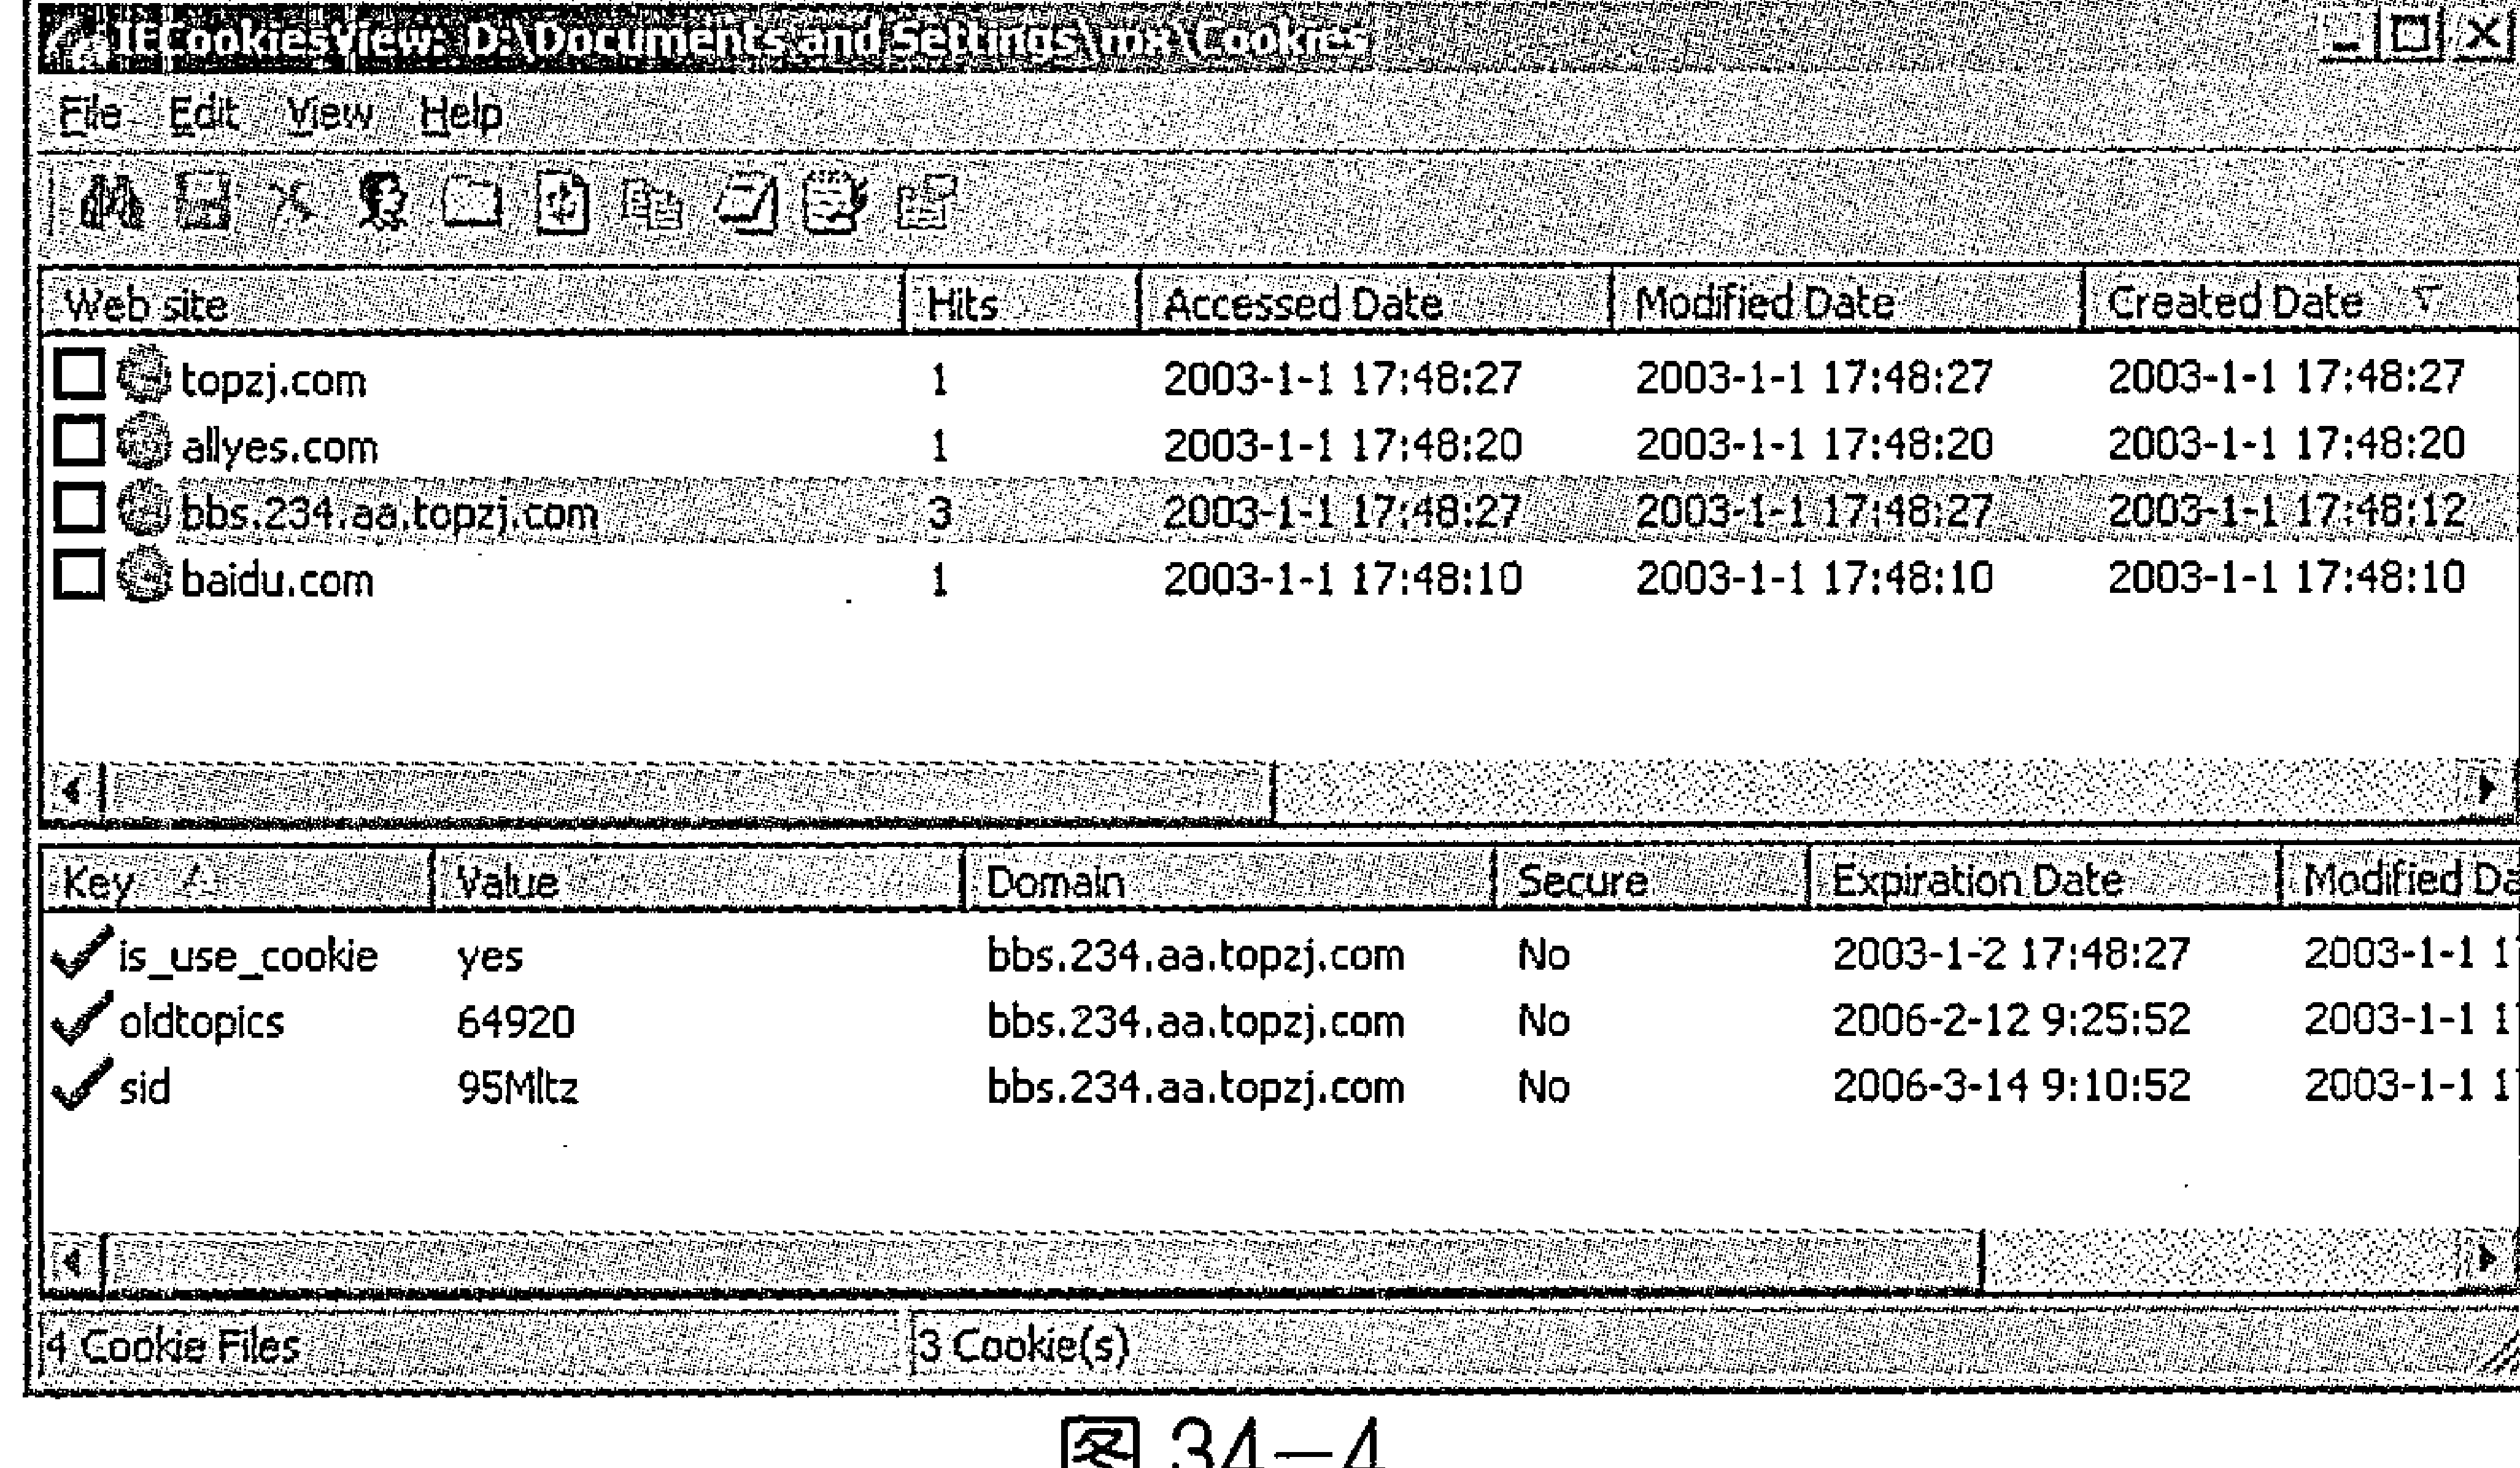 IECookiesView: D:\Documents and Settings\mx\Cookies
File Edit View Help
Web site Hits Accessed Date Modified Date Created Date
topzj.com 1 2003-1-1 17:48:27 2003-1-1 17:48:27 2003-1-1 17:48:27
allyes.com 1 2003-1-1 17:48:20 2003-1-1 17:48:20 2003-1-1 17:48:20
bbs.234.aa.topzj.com 3 2003-1-1 17:48:27 2003-1-1 17:48:27 2003-1-1 17:48:12
baidu.com 1 2003-1-1 17:48:10 2003-1-1 17:48:10 2003-1-1 17:48:10
Key Value Domain Secure Expiration Date Modified Da
is_use_cookie yes bbs.234.aa.topzj.com No 2003-1-2 17:48:27 2003-1-1 1
oldtopics 64920 bbs.234.aa.topzj.com No 2006-2-12 9:25:52 2003-1-1 1
sid 95Mltz bbs.234.aa.topzj.com No 2006-3-14 9:10:52 2003-1-1 1
4 Cookie Files 3 Cookie(s)
图 34-4